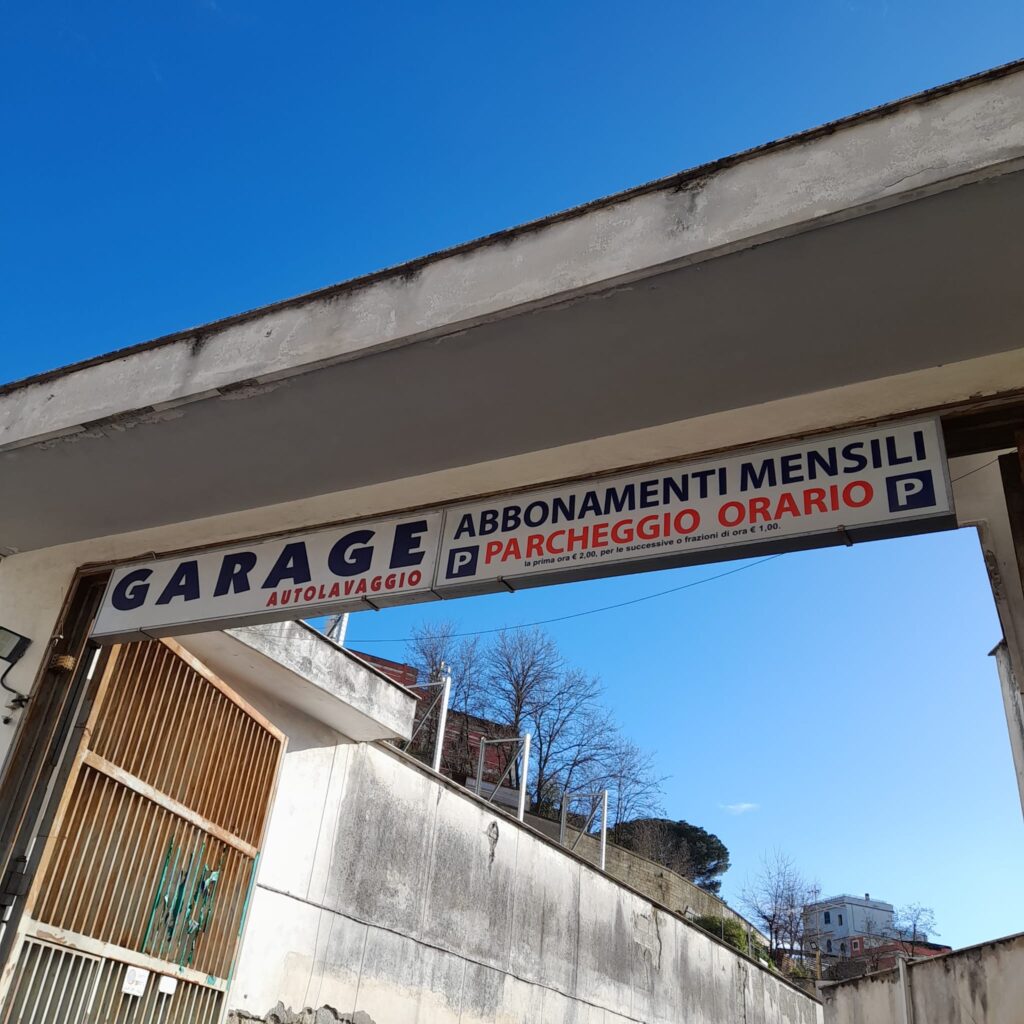 GARAGE
AUTOLAVAGGIO
ABBONAMENTI MENSILI
P PARCHEGGIO ORARIO P
la prima ora € 2,00, per le successive o frazioni di ora € 1,00.